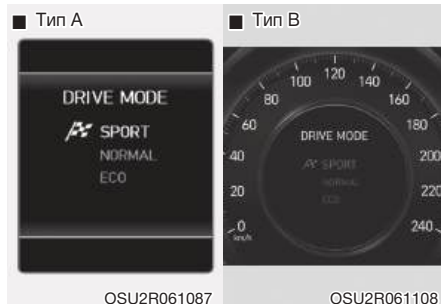 ■ Тип А
DRIVE MODE
SPORT
NORMAL
ECO
OSU2R061087
■ Тип В
0
20
40
60
80
100
120
140
160
180
200
220
240
km/h
DRIVE MODE
SPORT
NORMAL
ECO
OSU2R061108